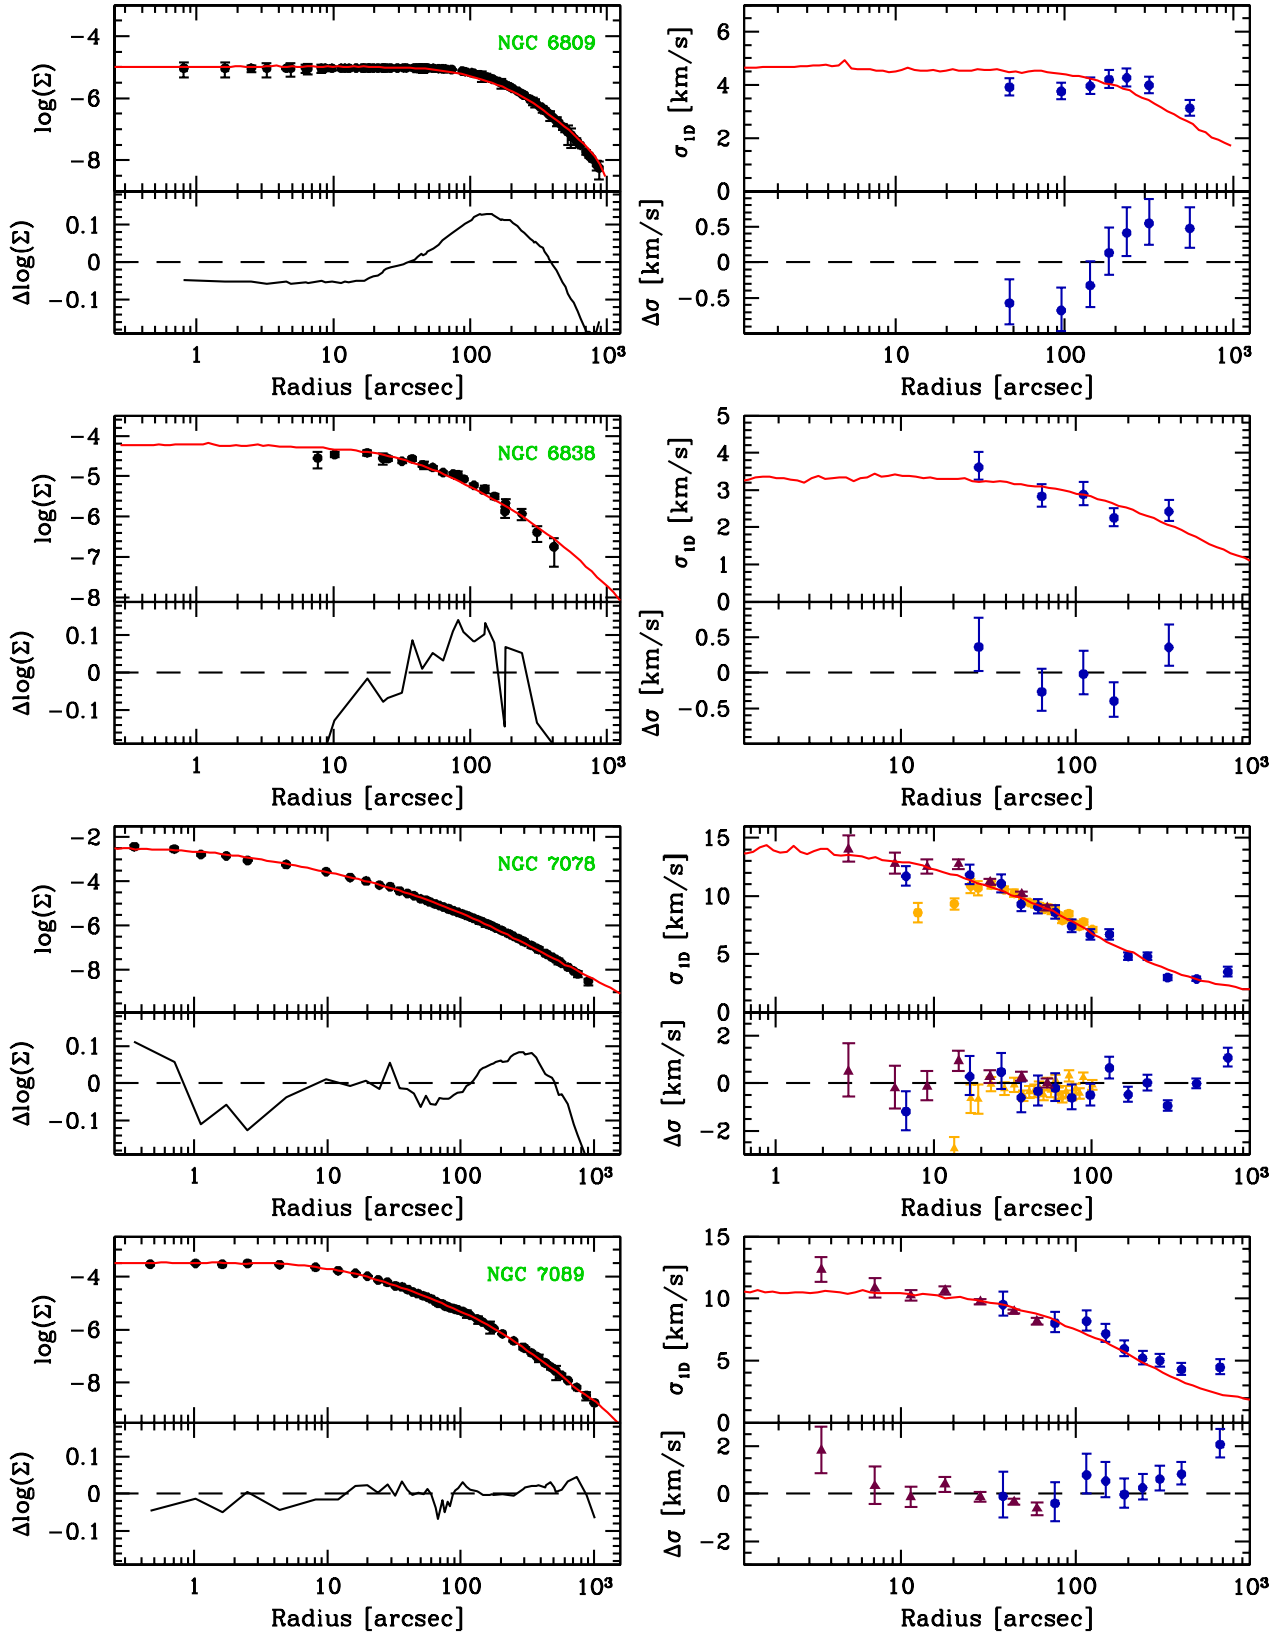 NGC 6809
log(Σ)
−4
−6
−8
Δlog(Σ)
0.1
0
−0.1
1 10 100 10³
Radius [arcsec]
σ1D [km/s]
6
4
2
0
Δσ [km/s]
0.5
0
−0.5
10 100 10³
Radius [arcsec]
NGC 6838
log(Σ)
−4
−5
−6
−7
−8
Δlog(Σ)
0.1
0
−0.1
1 10 100 10³
Radius [arcsec]
σ1D [km/s]
5
4
3
2
1
0
Δσ [km/s]
0.5
0
−0.5
10 100 10³
Radius [arcsec]
NGC 7078
log(Σ)
−2
−4
−6
−8
Δlog(Σ)
0.1
0
−0.1
1 10 100 10³
Radius [arcsec]
σ1D [km/s]
15
10
5
0
Δσ [km/s]
2
0
−2
1 10 100 10³
Radius [arcsec]
NGC 7089
log(Σ)
−4
−6
−8
Δlog(Σ)
0.1
0
−0.1
1 10 100 10³
Radius [arcsec]
σ1D [km/s]
15
10
5
0
Δσ [km/s]
2
0
−2
10 100 10³
Radius [arcsec]